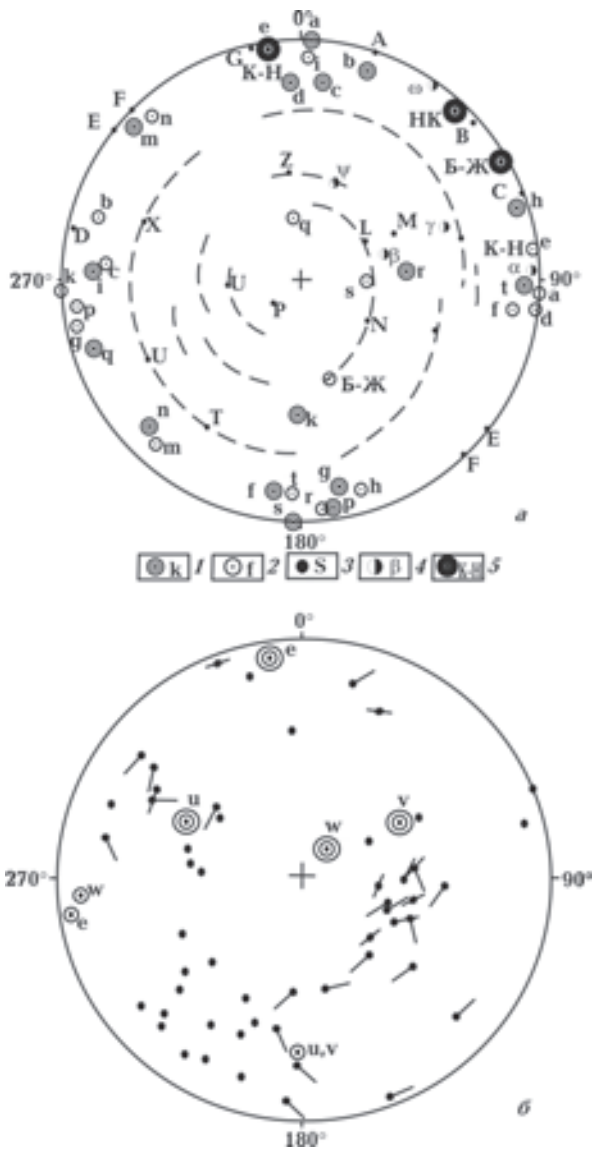 0°
e a A
G i b
К-Н d c ω
F НК
E n B
m Б-Ж
Z ψ C
b h
D X q L M γ К-Н e
270° k c β α 90°
i U s r t a
p P f d
g N
q U
Б-Ж
n k E
m T F
f t g h
s r p
180° а
k 1 f 2 S 3 β 4 5
0°
e
u v
w
270° 90°
w
e
u,v
180° б